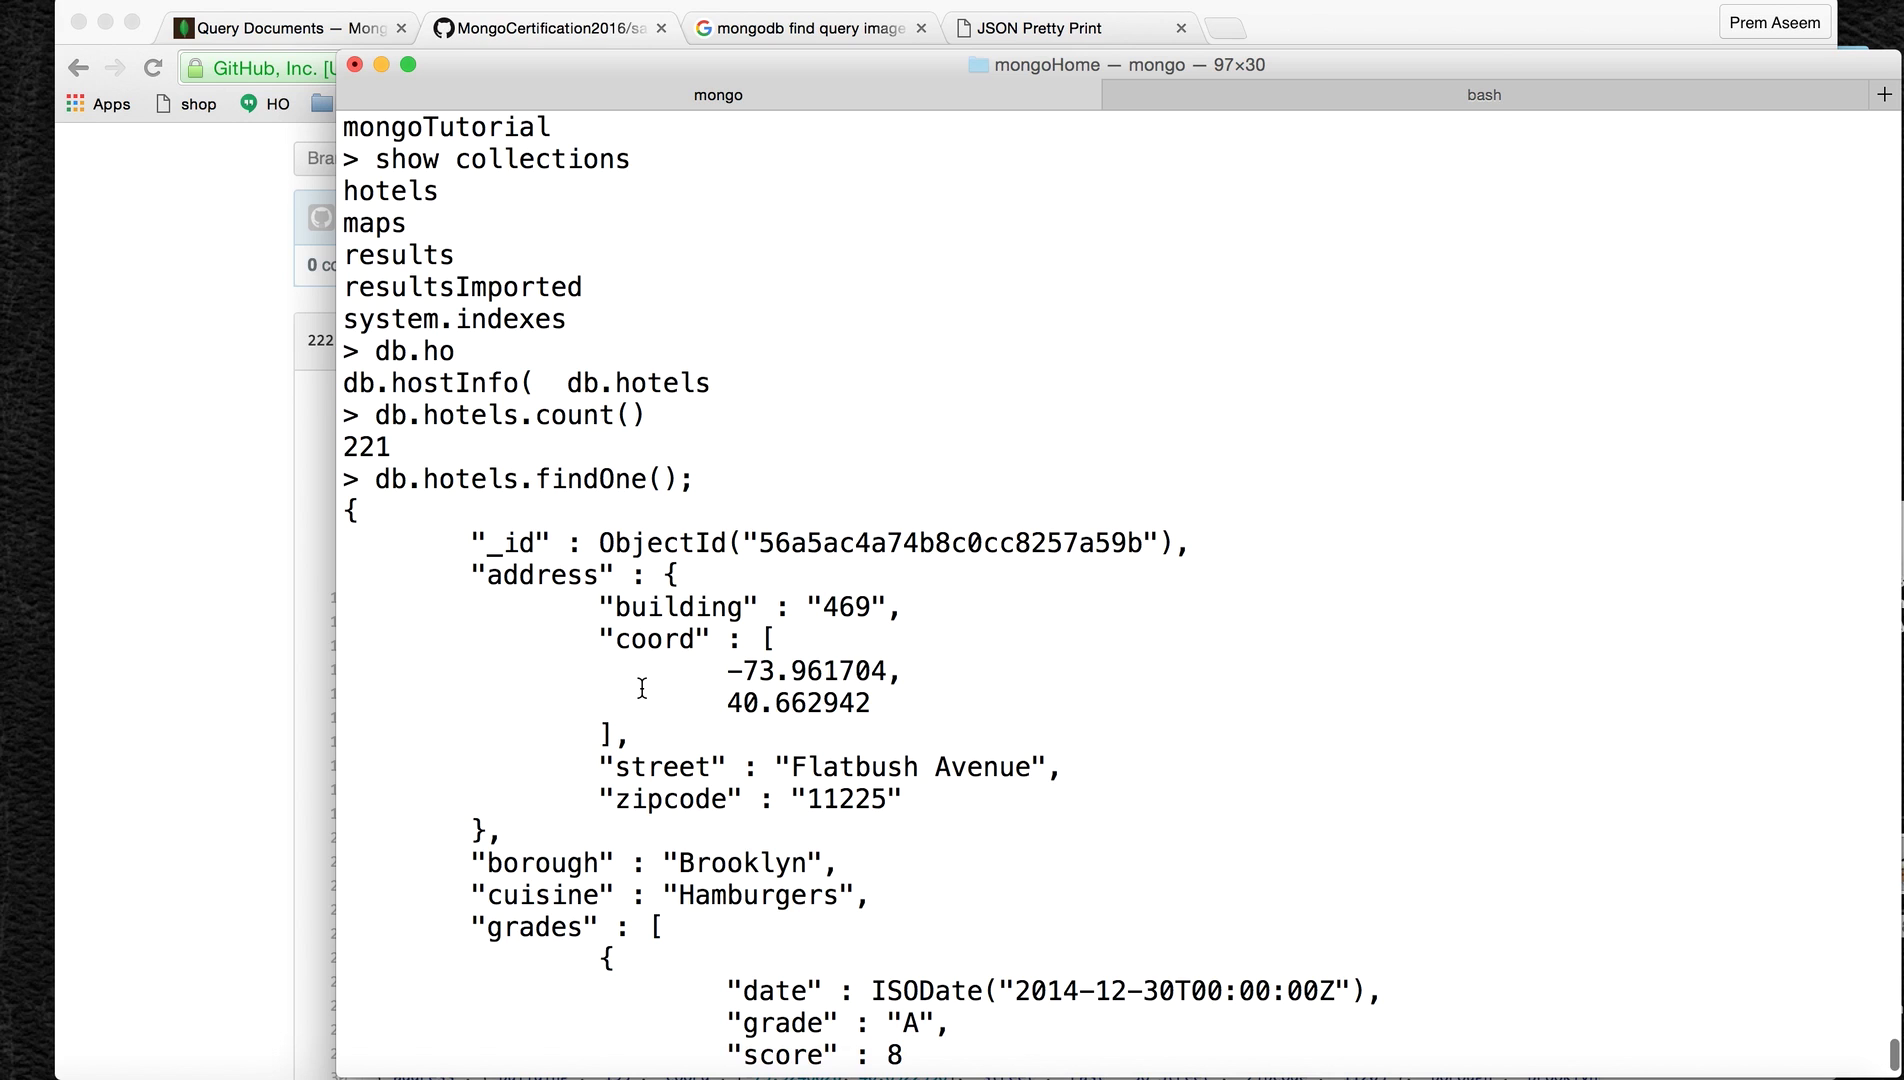 Query Documents — Mong
MongoCertification2016/sa
mongodb find query image
JSON Pretty Print
Prem Aseem
GitHub, Inc. [U
mongoHome — mongo — 97×30
Apps
shop
HO
mongo
bash
+
Bra
0 co
222
mongoTutorial
> show collections
hotels
maps
results
resultsImported
system.indexes
> db.ho
db.hostInfo(  db.hotels
> db.hotels.count()
221
> db.hotels.findOne();
{
"_id" : ObjectId("56a5ac4a74b8c0cc8257a59b"),
"address" : {
"building" : "469",
"coord" : [
-73.961704,
40.662942
],
"street" : "Flatbush Avenue",
"zipcode" : "11225"
},
"borough" : "Brooklyn",
"cuisine" : "Hamburgers",
"grades" : [
{
"date" : ISODate("2014-12-30T00:00:00Z"),
"grade" : "A",
"score" : 8